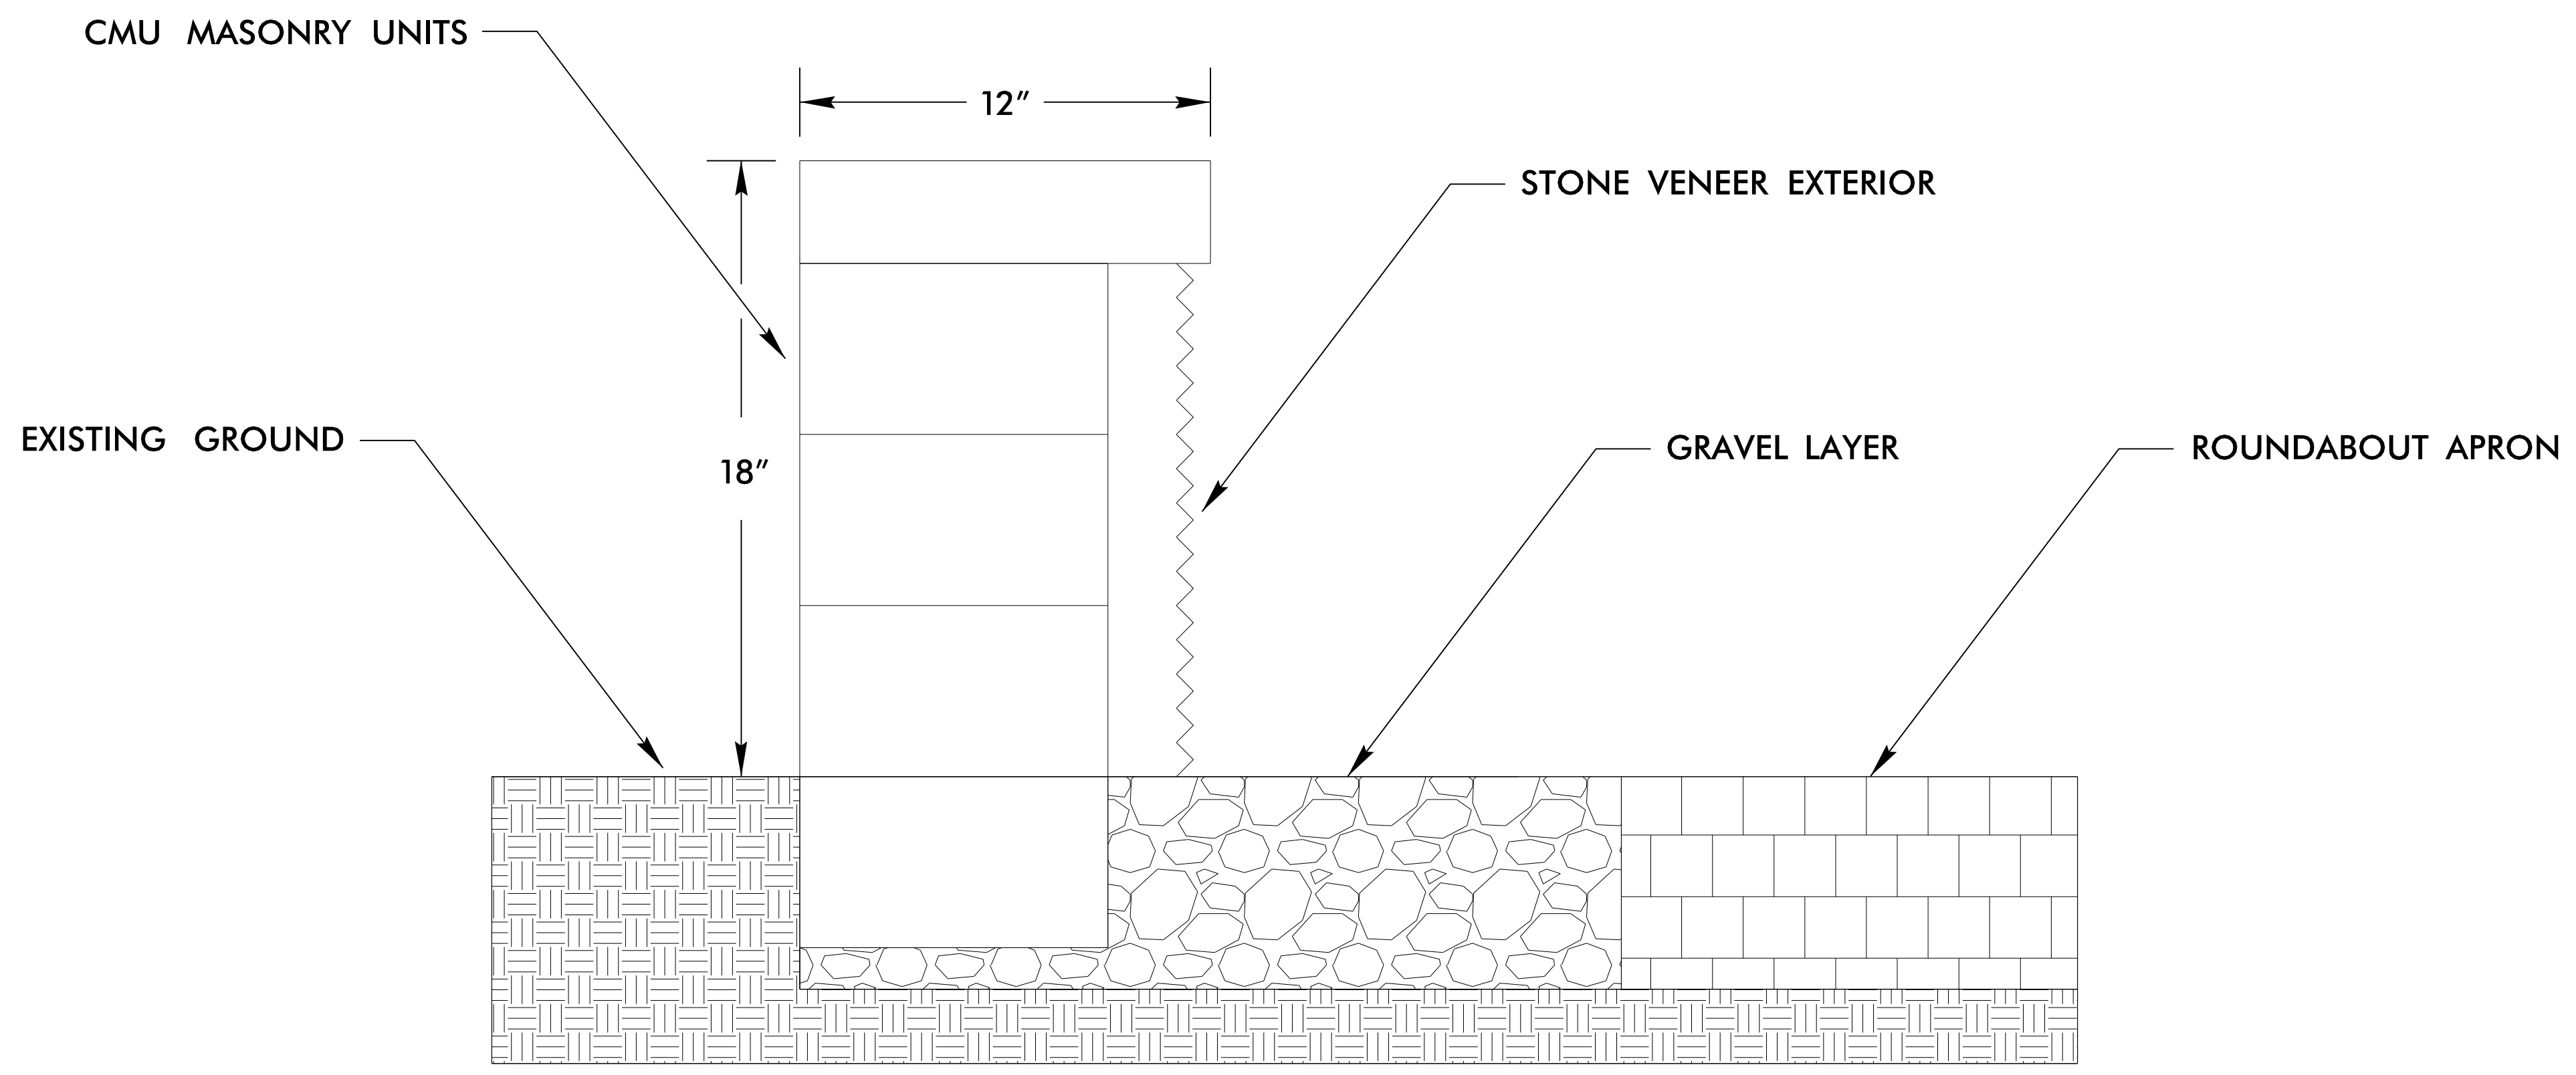 CMU MASONRY UNITS
12”
STONE VENEER EXTERIOR
EXISTING GROUND
18”
GRAVEL LAYER
ROUNDABOUT APRON